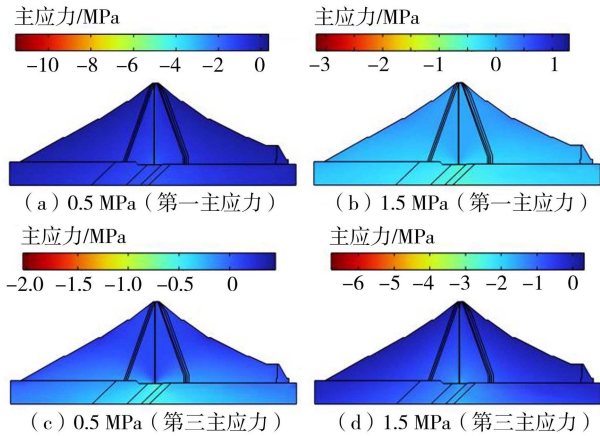 主应力/MPa
-10 -8 -6 -4 -2 0
主应力/MPa
-3 -2 -1 0 1
(a)0.5 MPa(第一主应力)
(b)1.5 MPa(第一主应力)
主应力/MPa
-2.0 -1.5 -1.0 -0.5 0
主应力/MPa
-6 -5 -4 -3 -2 -1 0
(c)0.5 MPa(第三主应力)
(d)1.5 MPa(第三主应力)